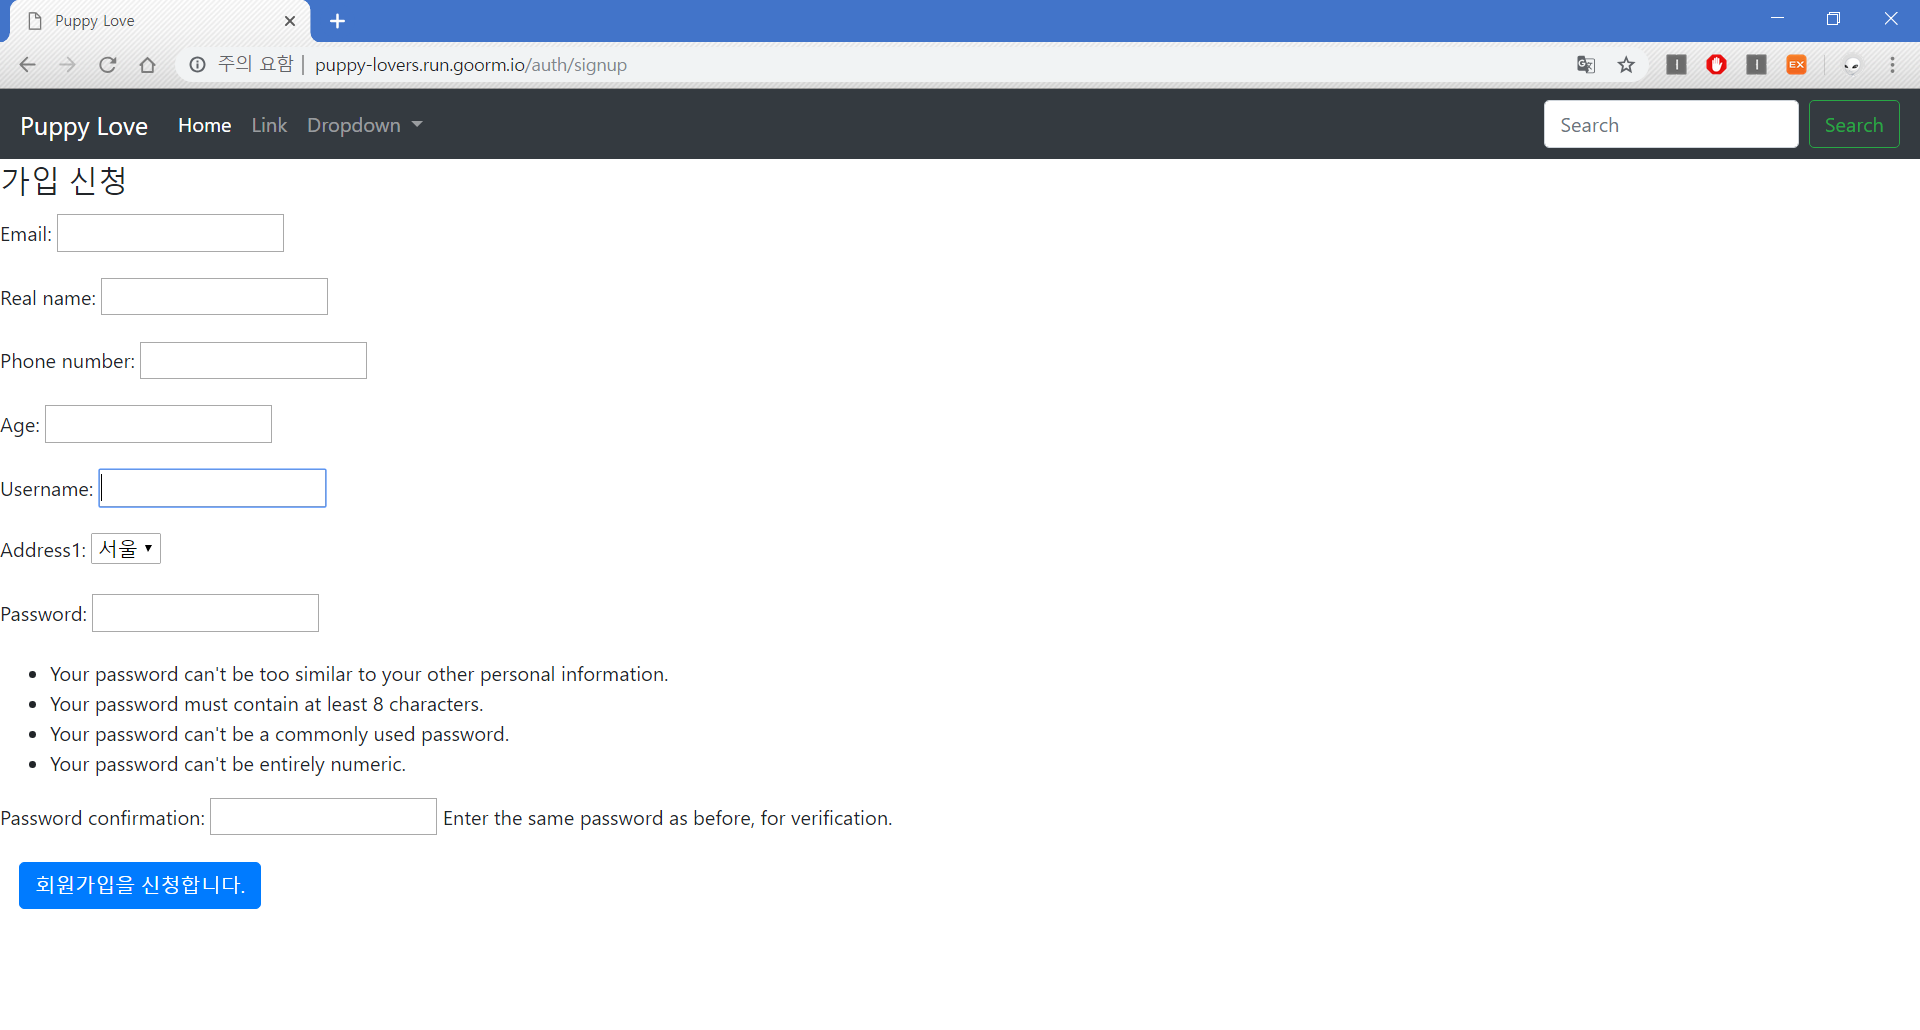 Puppy Love
주의 요함 | puppy-lovers.run.goorm.io/auth/signup
EX
Puppy Love Home Link Dropdown Search Search
가입 신청
Email:
Real name:
Phone number:
Age:
Username:
Address1: 서울
Password:
Your password can't be too similar to your other personal information.
Your password must contain at least 8 characters.
Your password can't be a commonly used password.
Your password can't be entirely numeric.
Password confirmation: Enter the same password as before, for verification.
회원가입을 신청합니다.